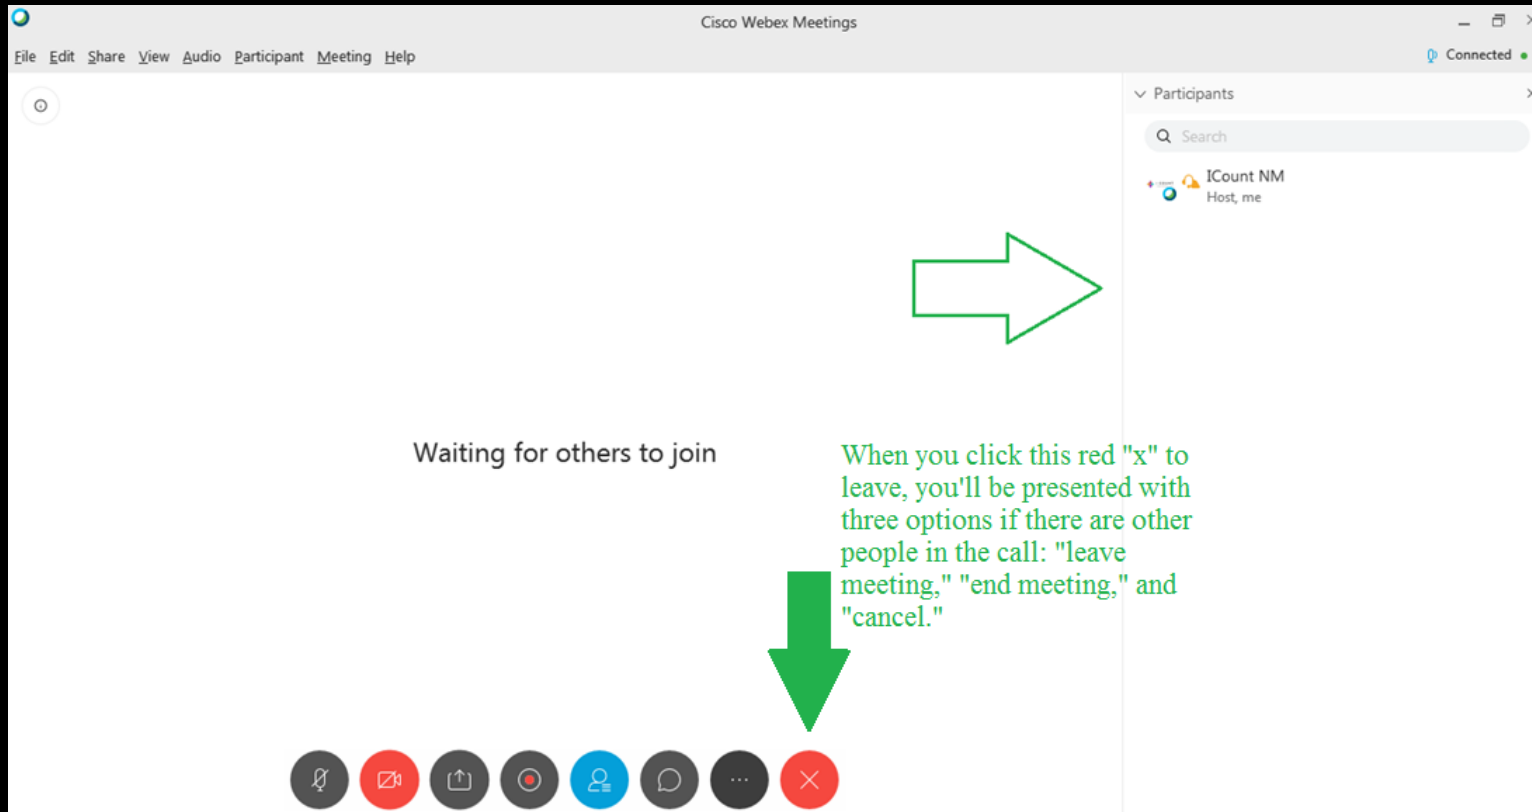 Cisco Webex Meetings
File Edit Share View Audio Participant Meeting Help
Connected
Participants
Search
ICount NM
Host, me
Waiting for others to join
When you click this red "x" to
leave, you'll be presented with
three options if there are other
people in the call: "leave
meeting," "end meeting," and
"cancel."